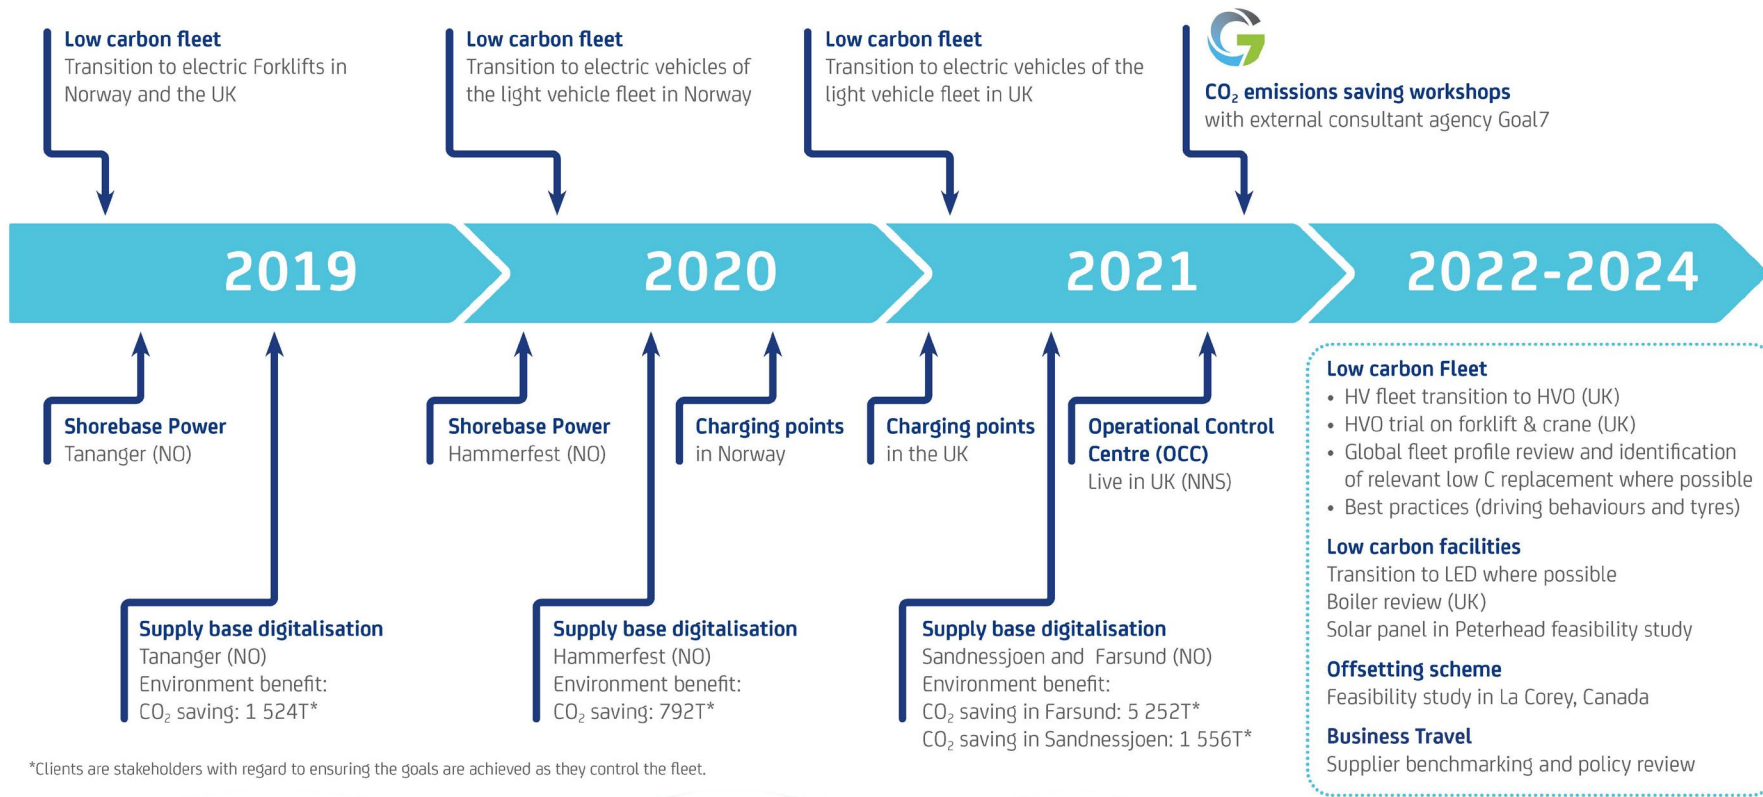 Low carbon fleet
Transition to electric Forklifts in
Norway and the UK
Low carbon fleet
Transition to electric vehicles of
the light vehicle fleet in Norway
Low carbon fleet
Transition to electric vehicles of the
light vehicle fleet in UK
G7
CO₂ emissions saving workshops
with external consultant agency Goal7
2019
2020
2021
2022-2024
Shorebase Power
Tananger (NO)
Shorebase Power
Hammerfest (NO)
Charging points
in Norway
Charging points
in the UK
Operational Control
Centre (OCC)
Live in UK (NNS)
Supply base digitalisation
Tananger (NO)
Environment benefit:
CO₂ saving: 1 524T*
Supply base digitalisation
Hammerfest (NO)
Environment benefit:
CO₂ saving: 792T*
Supply base digitalisation
Sandnessjoen and Farsund (NO)
Environment benefit:
CO₂ saving in Farsund: 5 252T*
CO₂ saving in Sandnessjoen: 1 556T*
Low carbon Fleet
• HV fleet transition to HVO (UK)
• HVO trial on forklift & crane (UK)
• Global fleet profile review and identification
of relevant low C replacement where possible
• Best practices (driving behaviours and tyres)
Low carbon facilities
Transition to LED where possible
Boiler review (UK)
Solar panel in Peterhead feasibility study
Offsetting scheme
Feasibility study in La Corey, Canada
Business Travel
Supplier benchmarking and policy review
*Clients are stakeholders with regard to ensuring the goals are achieved as they control the fleet.